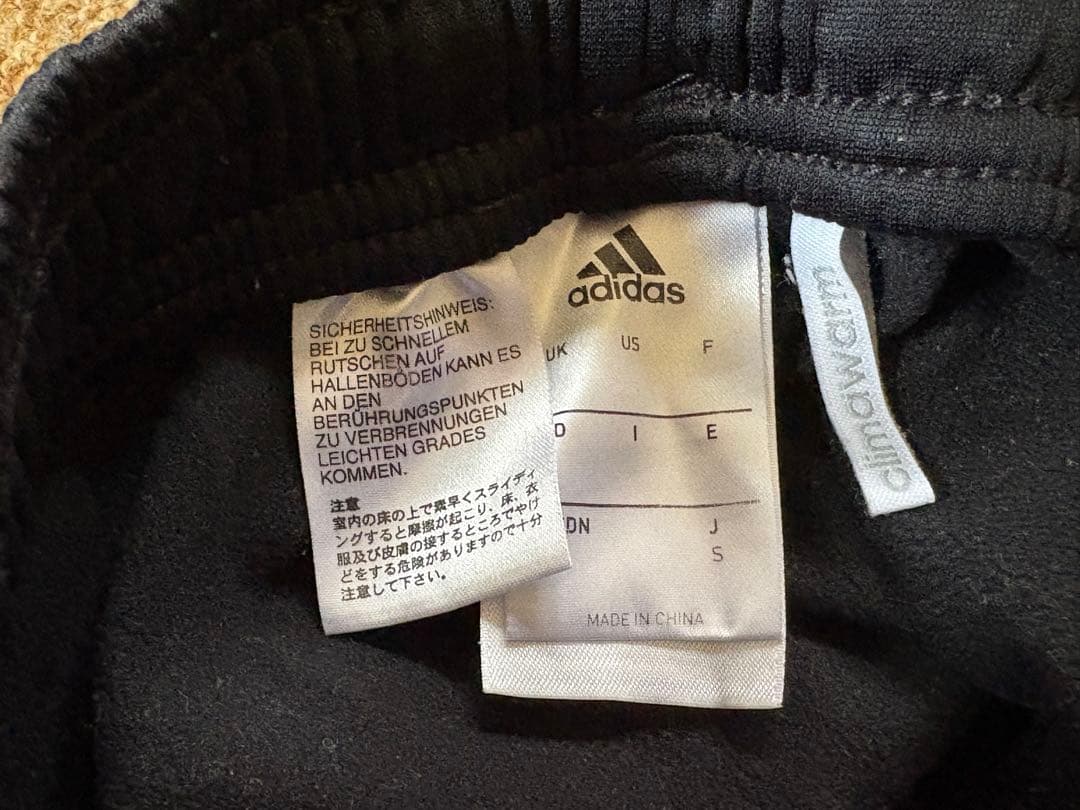 SICHERHEITSHINWEIS:
BEI ZU SCHNELLEM
RUTSCHEN AUF
HALLENBÖDEN KANN ES
AN DEN
BERÜHRUNGSPUNKTEN
ZU VERBRENNUNGEN
LEICHTEN GRADES
KOMMEN.
注意
室内の床の上で素早くスライディ
ングすると摩擦が起こり、床、衣
服及び皮膚の接するところでやけ
どをする危険がありますので十分
注意して下さい。
adidas
UK US F
D I E
J
S
MADE IN CHINA
climawarm